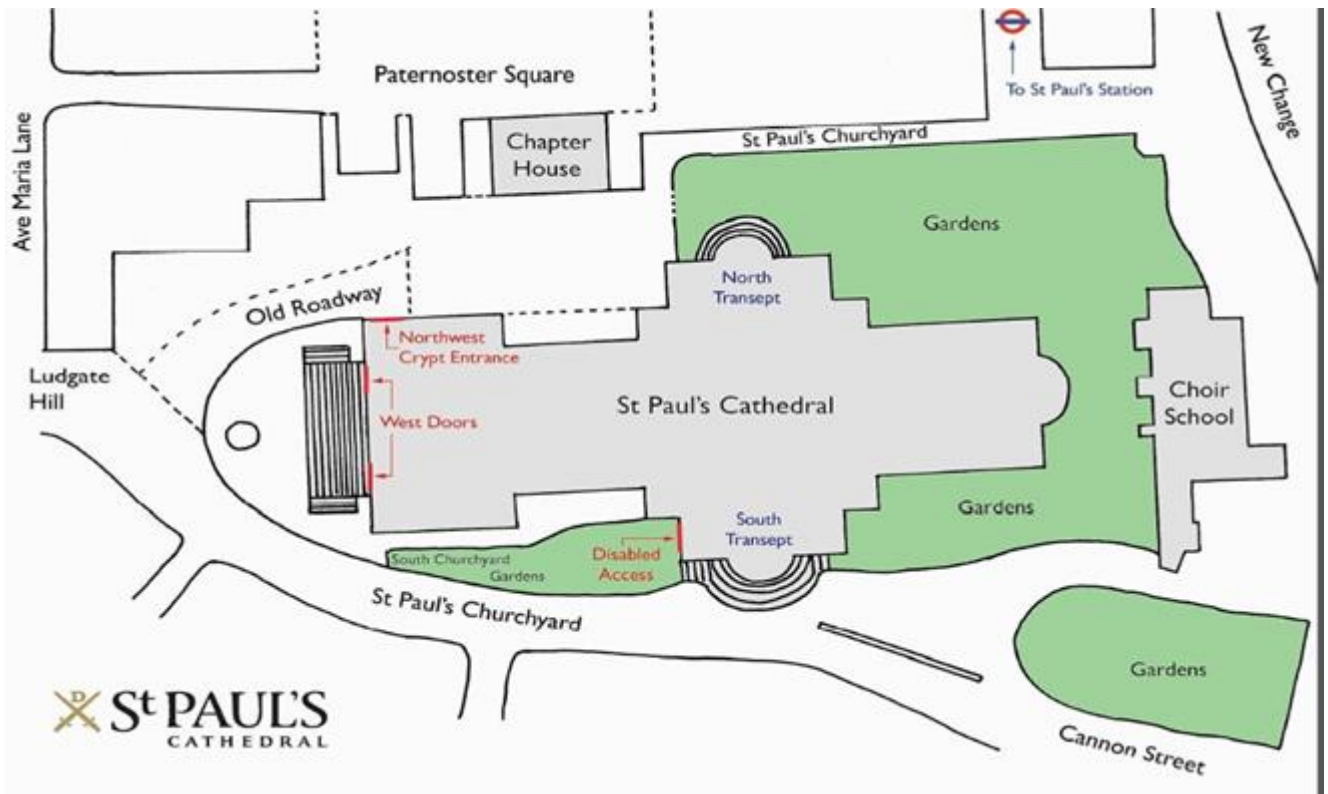 Paternoster Square
To St Paul's Station
New Change
Ave Maria Lane
Chapter
House
St Paul's Churchyard
Gardens
North
Transept
Old Roadway
Northwest
Crypt Entrance
Ludgate
Hill
West Doors
St Paul's Cathedral
Choir
School
Gardens
South
Transept
South Churchyard
Gardens
Disabled
Access
St Paul's Churchyard
Gardens
Cannon Street
D
St PAUL'S
CATHEDRAL